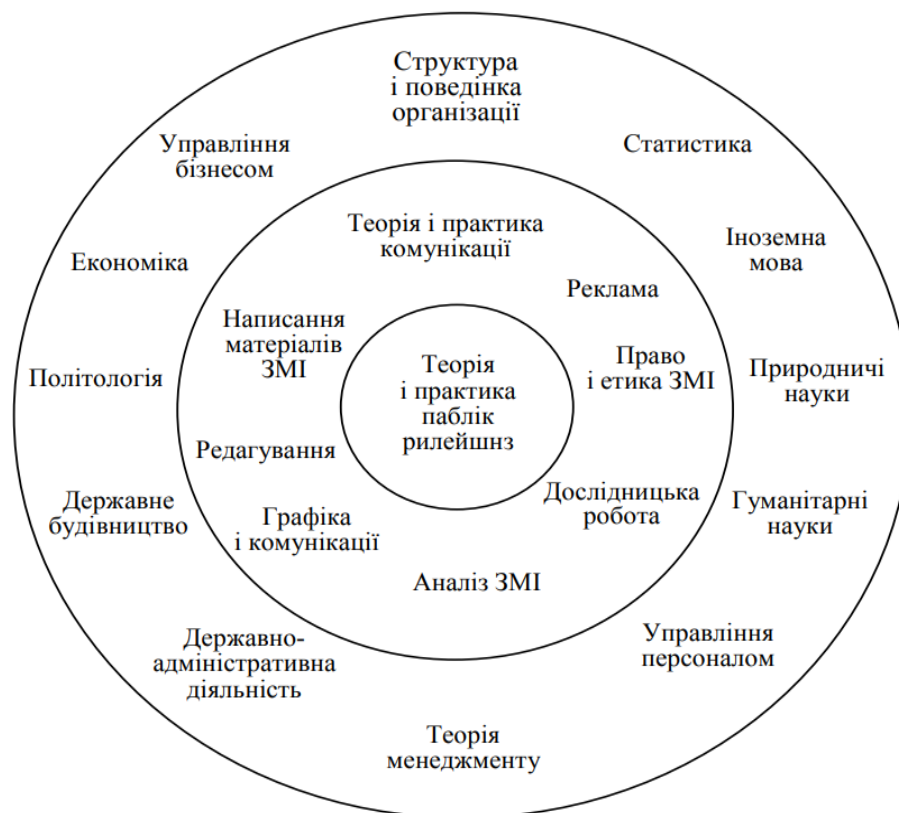 Структура
і поведінка
організації
Управління
бізнесом
Статистика
Теорія і практика
комунікації
Іноземна
мова
Економіка
Реклама
Написання
матеріалів
ЗМІ
Право
і етика ЗМІ
Теорія
і практика
паблік
рилейшнз
Політологія
Природничі
науки
Редагування
Державне
будівництво
Дослідницька
робота
Гуманітарні
науки
Графіка
і комунікації
Аналіз ЗМІ
Державно-
адміністративна
діяльність
Управління
персоналом
Теорія
менеджменту